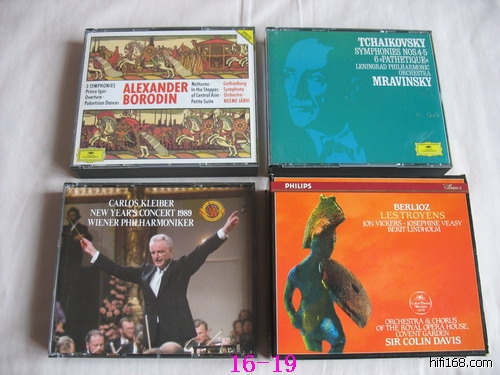 3 SYMPHONIES
Prince Igor:
Overture ·
Polovtsian Dances
ALEXANDER
BORODIN
Nocturne ·
In the Steppes
of Central Asia ·
Petite Suite
Gothenburg
Symphony
Orchestra
NEEME JÄRVI
TCHAIKOVSKY
SYMPHONIES NOS. 4·5
6 «PATHETIQUE»
LENINGRAD PHILHARMONIC
ORCHESTRA
MRAVINSKY
CARLOS KLEIBER
NEW YEAR'S CONCERT 1989
WIENER PHILHARMONIKER
PHILIPS
BERLIOZ
LES TROYENS
JON VICKERS · JOSEPHINE VEASY
BERIT LINDHOLM
ORCHESTRA & CHORUS
OF THE ROYAL OPERA HOUSE,
COVENT GARDEN
SIR COLIN DAVIS
16-19
hifi168.com